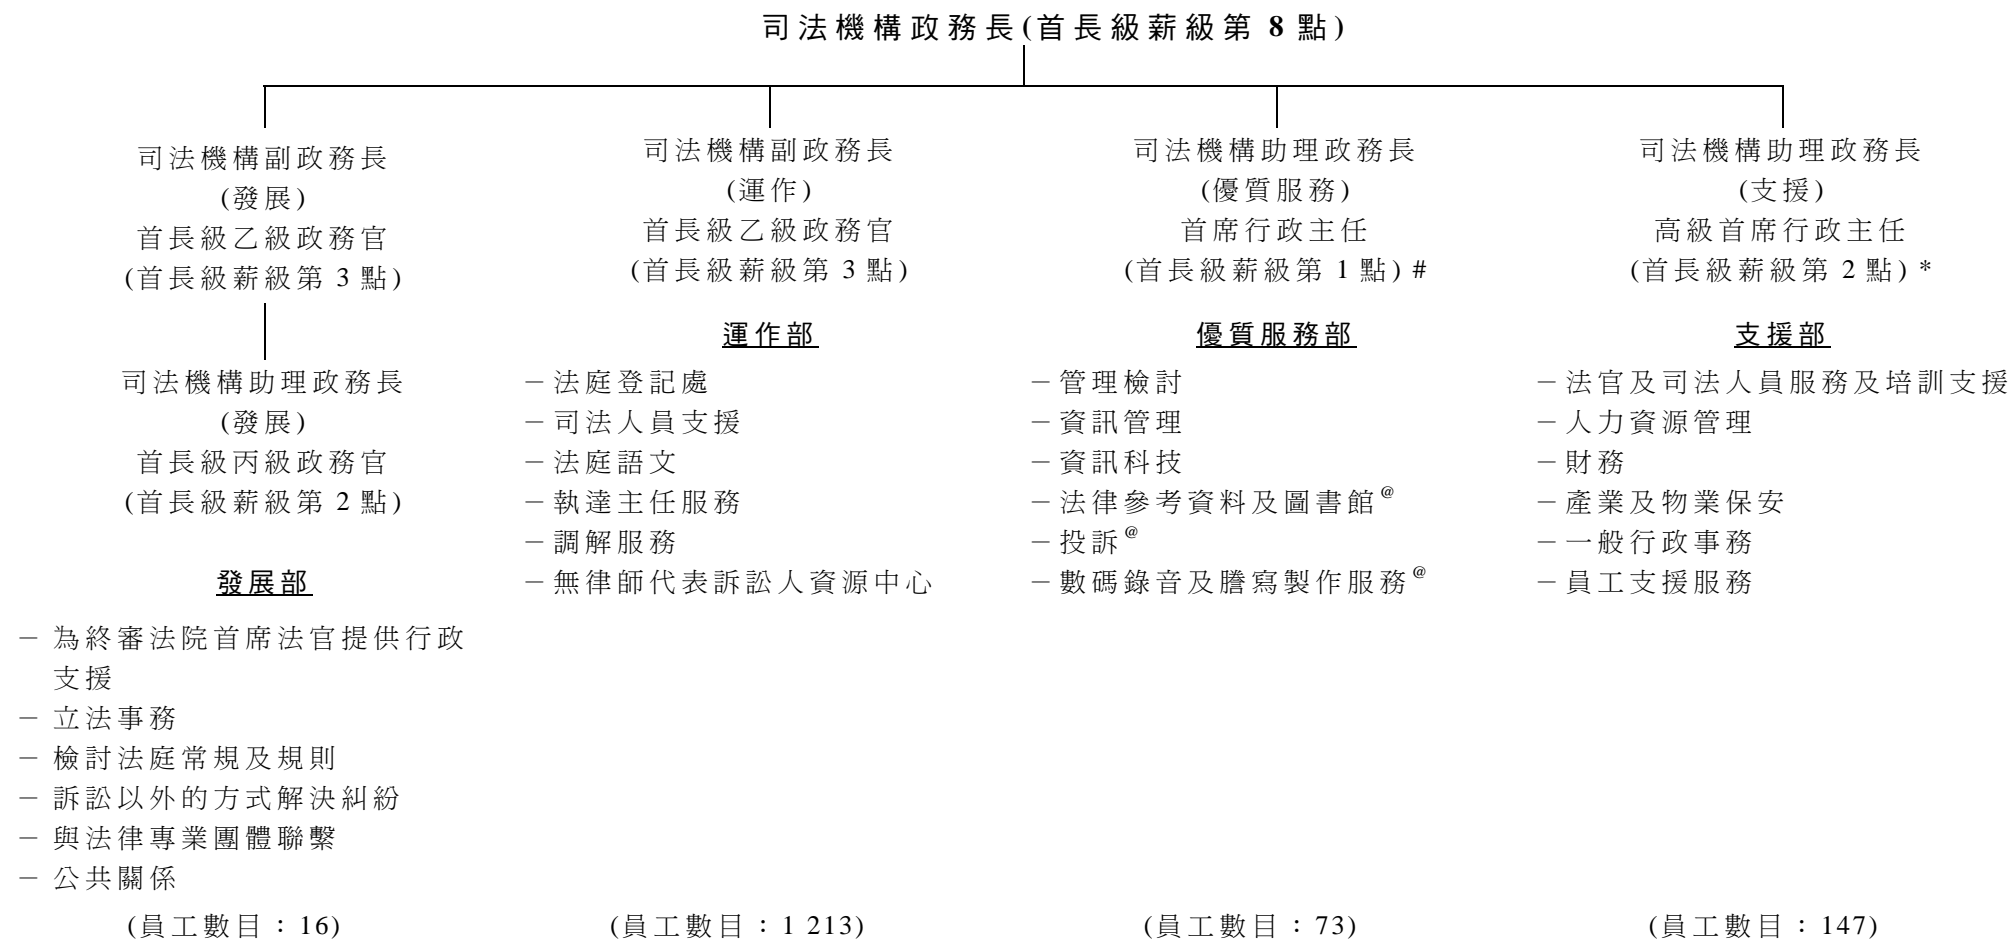 司法機構政務長(首長級薪級第 8 點)
司法機構副政務長
(發展)
首長級乙級政務官
(首長級薪級第 3 點)
司法機構助理政務長
(發展)
首長級丙級政務官
(首長級薪級第 2 點)
發展部
－ 為終審法院首席法官提供行政
支援
－ 立法事務
－ 檢討法庭常規及規則
－ 訴訟以外的方式解決糾紛
－ 與法律專業團體聯繫
－ 公共關係
(員工數目：16)
司法機構副政務長
(運作)
首長級乙級政務官
(首長級薪級第 3 點)
運作部
－法庭登記處
－司法人員支援
－法庭語文
－執達主任服務
－調解服務
－無律師代表訴訟人資源中心
(員工數目：1 213)
司法機構助理政務長
(優質服務)
首席行政主任
(首長級薪級第 1 點) #
優質服務部
－管理檢討
－資訊管理
－資訊科技
－法律參考資料及圖書館@
－投訴@
－數碼錄音及謄寫製作服務@
(員工數目：73)
司法機構助理政務長
(支援)
高級首席行政主任
(首長級薪級第 2 點) *
支援部
－法官及司法人員服務及培訓支援
－人力資源管理
－財務
－產業及物業保安
－一般行政事務
－員工支援服務
(員工數目：147)